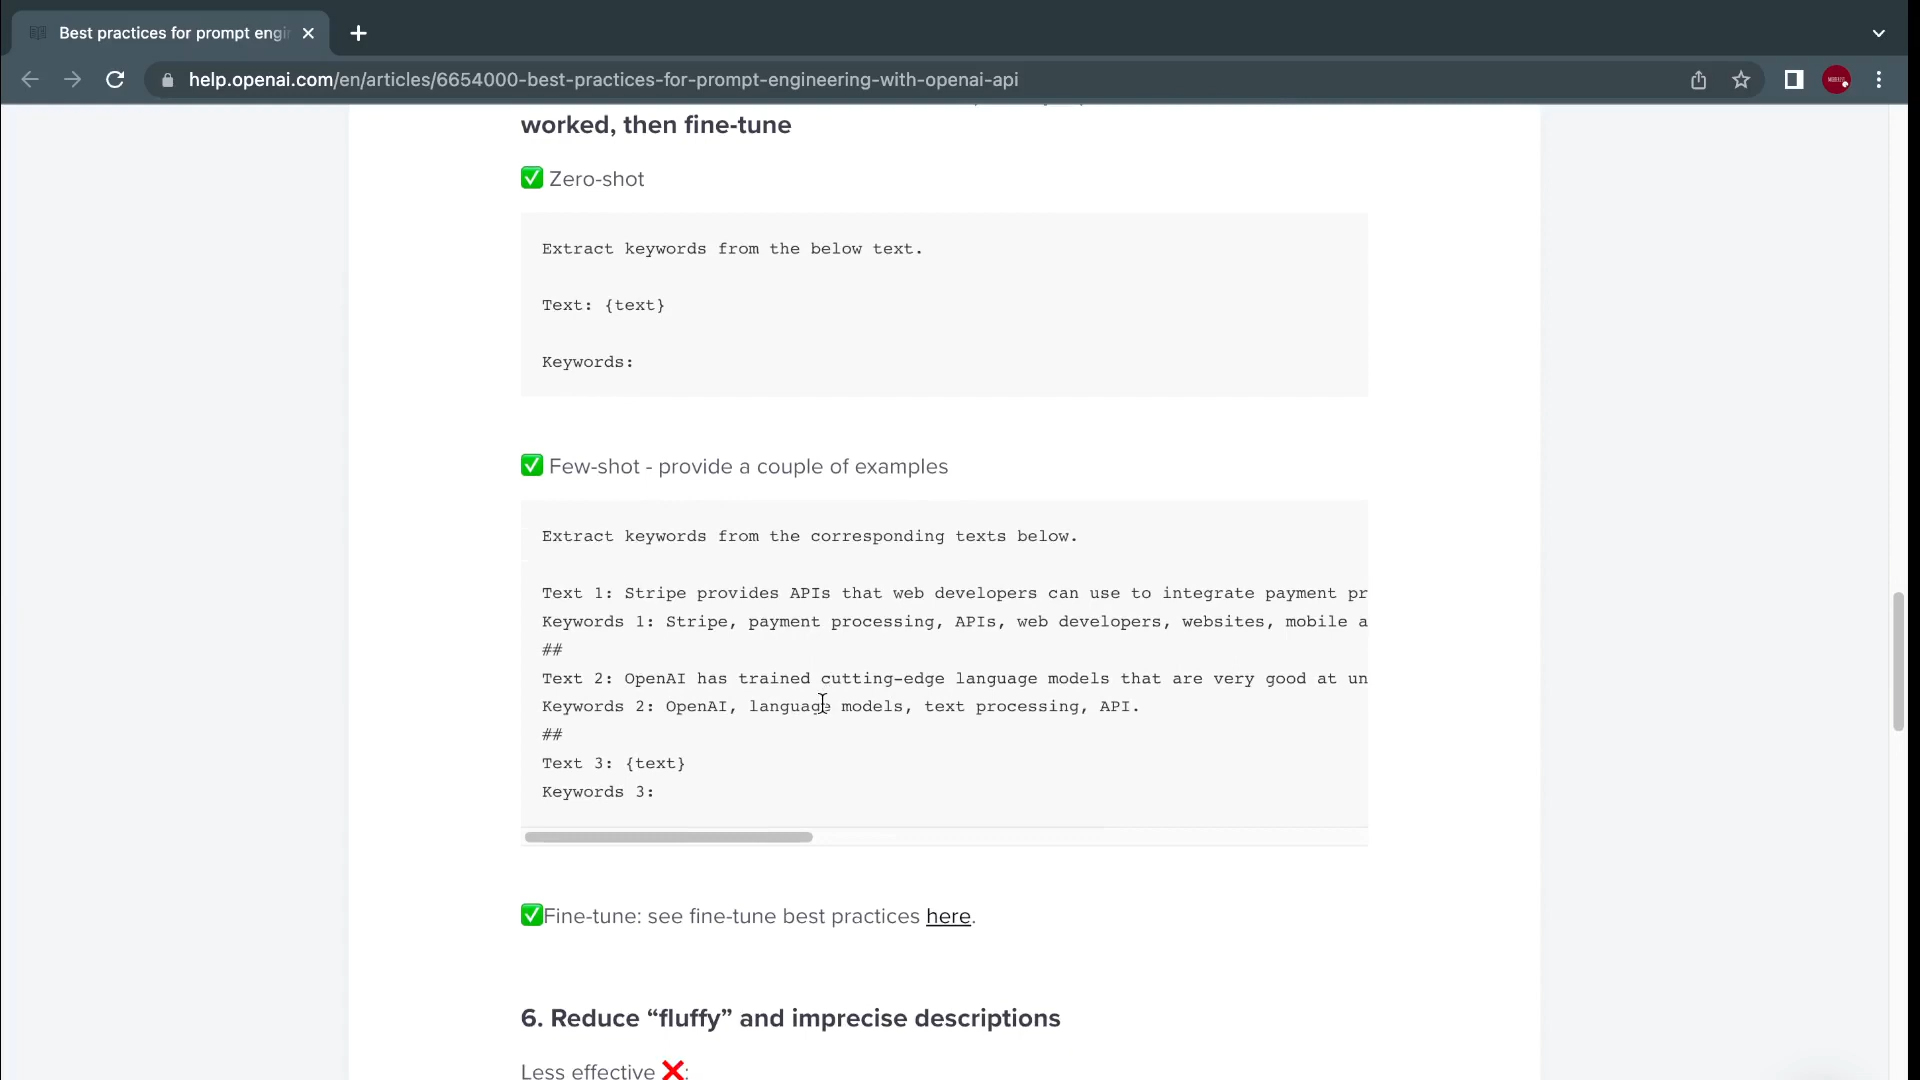 Best practices for prompt engi
help.openai.com/en/articles/6654000-best-practices-for-prompt-engineering-with-openai-api
worked, then fine-tune
✅ Zero-shot
Extract keywords from the below text.
Text: {text}
Keywords:
✅ Few-shot - provide a couple of examples
Extract keywords from the corresponding texts below.
Text 1: Stripe provides APIs that web developers can use to integrate payment pr
Keywords 1: Stripe, payment processing, APIs, web developers, websites, mobile a
##
Text 2: OpenAI has trained cutting-edge language models that are very good at un
Keywords 2: OpenAI, language models, text processing, API.
##
Text 3: {text}
Keywords 3:
✅Fine-tune: see fine-tune best practices here.
6. Reduce “fluffy” and imprecise descriptions
Less effective ❌: